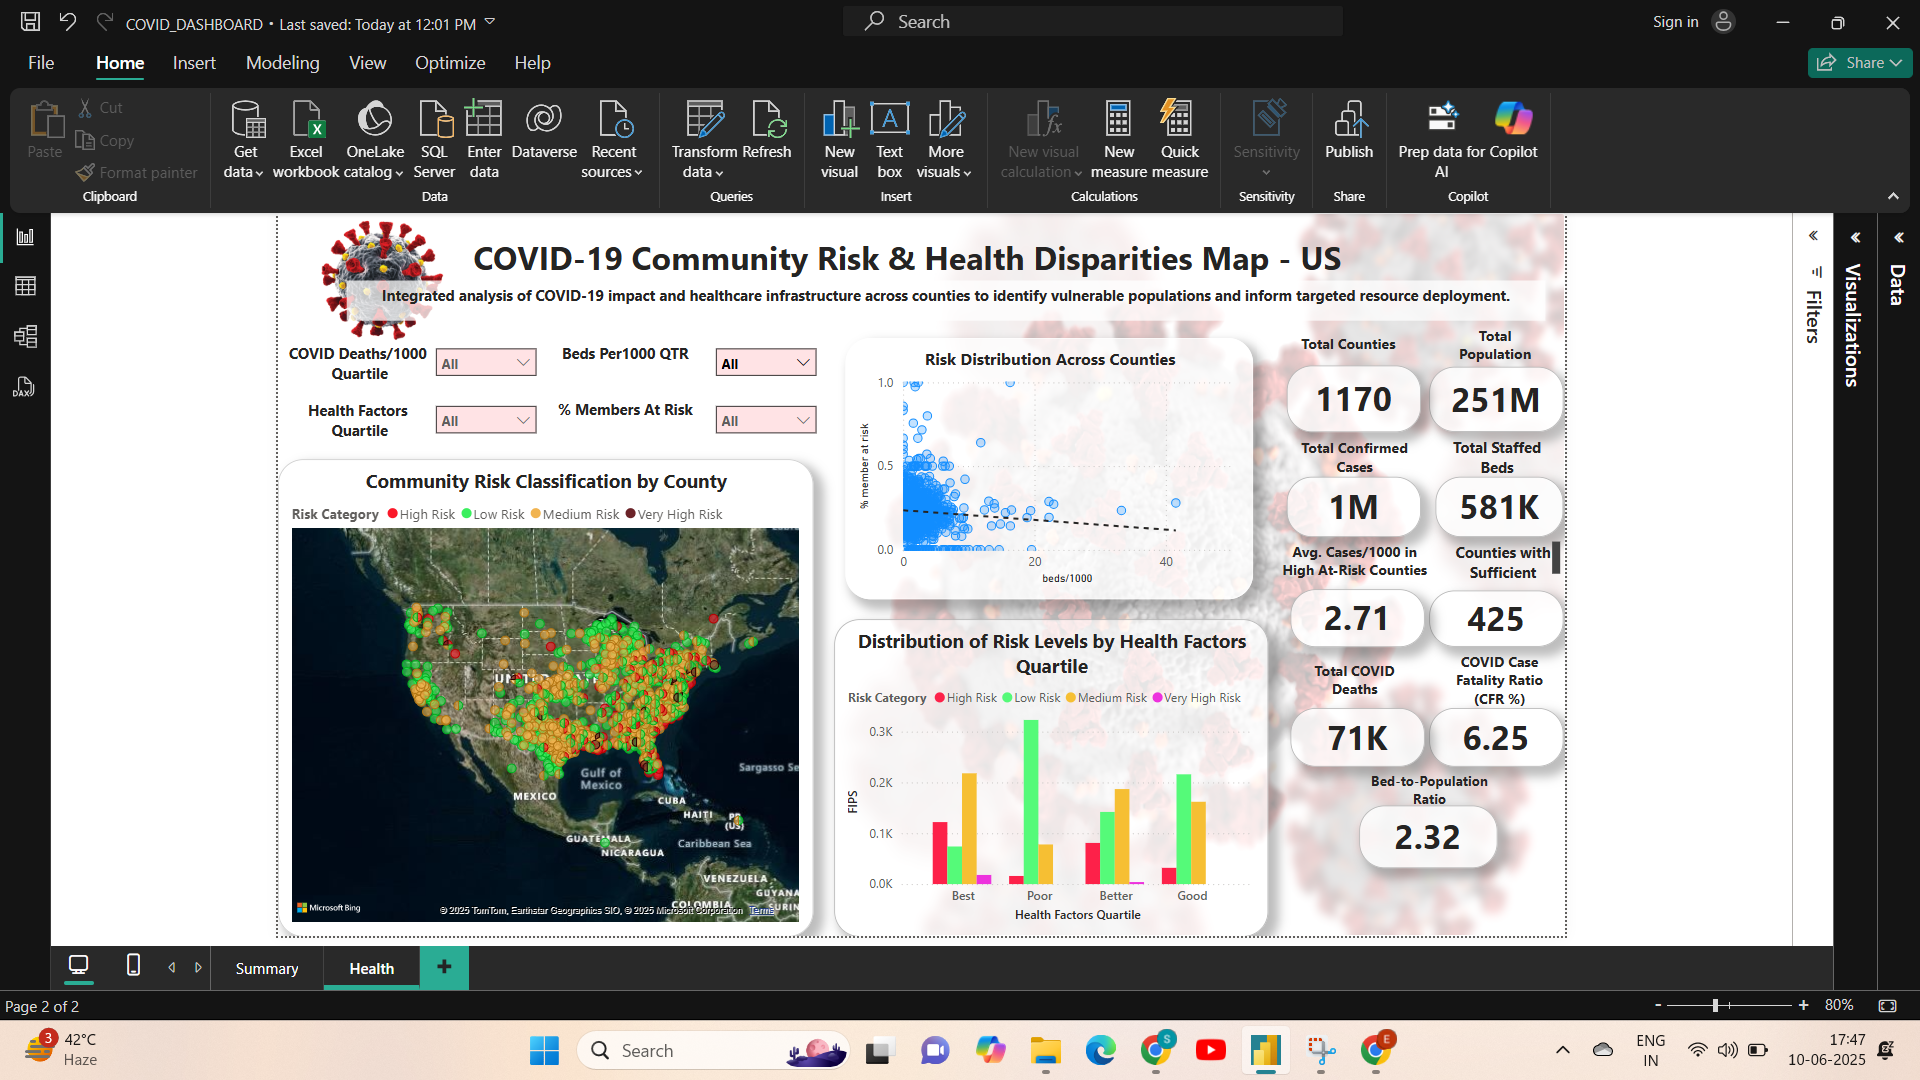 COVID_DASHBOARD • Last saved: Today at 12:01 PM
Search
Sign in
File
Home
Insert
Modeling
View
Optimize
Help
Share
Paste
Cut
Copy
Format painter
Clipboard
Get
data
Excel
workbook
OneLake
catalog
SQL
Server
Enter
data
Dataverse
Recent
sources
Data
Transform
data
Refresh
Queries
New
visual
Text
box
More
visuals
Insert
New visual
calculation
New
measure
Quick
measure
Calculations
Sensitivity
Sensitivity
Publish
Share
Prep data for
AI
Copilot
Copilot
COVID-19 Community Risk & Health Disparities Map - US
Integrated analysis of COVID-19 impact and healthcare infrastructure across counties to identify vulnerable populations and inform targeted resource deployment.
COVID Deaths/1000
Quartile
All
Beds Per1000 QTR
All
Health Factors
Quartile
All
% Members At Risk
All
Community Risk Classification by County
Risk Category High Risk Low Risk Medium Risk Very High Risk
MEXICO
Gulf of
Mexico
Sargasso Se
CUBA
HAITI
PR
(US)
GUATEMALA
Caribbean Sea
NICARAGUA
VENEZUELA
GUYANA
COLOMBIA
SURIN
Microsoft Bing
© 2025 TomTom, Earthstar Geographics SIO, © 2025 Microsoft Corporation Terms
Risk Distribution Across Counties
% member at risk
1.0
0.5
0.0
0
20
40
beds/1000
Distribution of Risk Levels by Health Factors
Quartile
Risk Category High Risk Low Risk Medium Risk Very High Risk
FIPS
0.3K
0.2K
0.1K
0.0K
Best
Poor
Better
Good
Health Factors Quartile
Total Counties
1170
Total
Population
251M
Total Confirmed
Cases
1M
Total Staffed
Beds
581K
Avg. Cases/1000 in
High At-Risk Counties
2.71
Counties with
Sufficient
425
Total COVID
Deaths
71K
COVID Case
Fatality Ratio
(CFR %)
6.25
Bed-to-Population
Ratio
2.32
Filters
Visualizations
Data
Summary
Health
Page 2 of 2
80%
3
42°C
Haze
Search
S
E
ENG
IN
17:47
10-06-2025